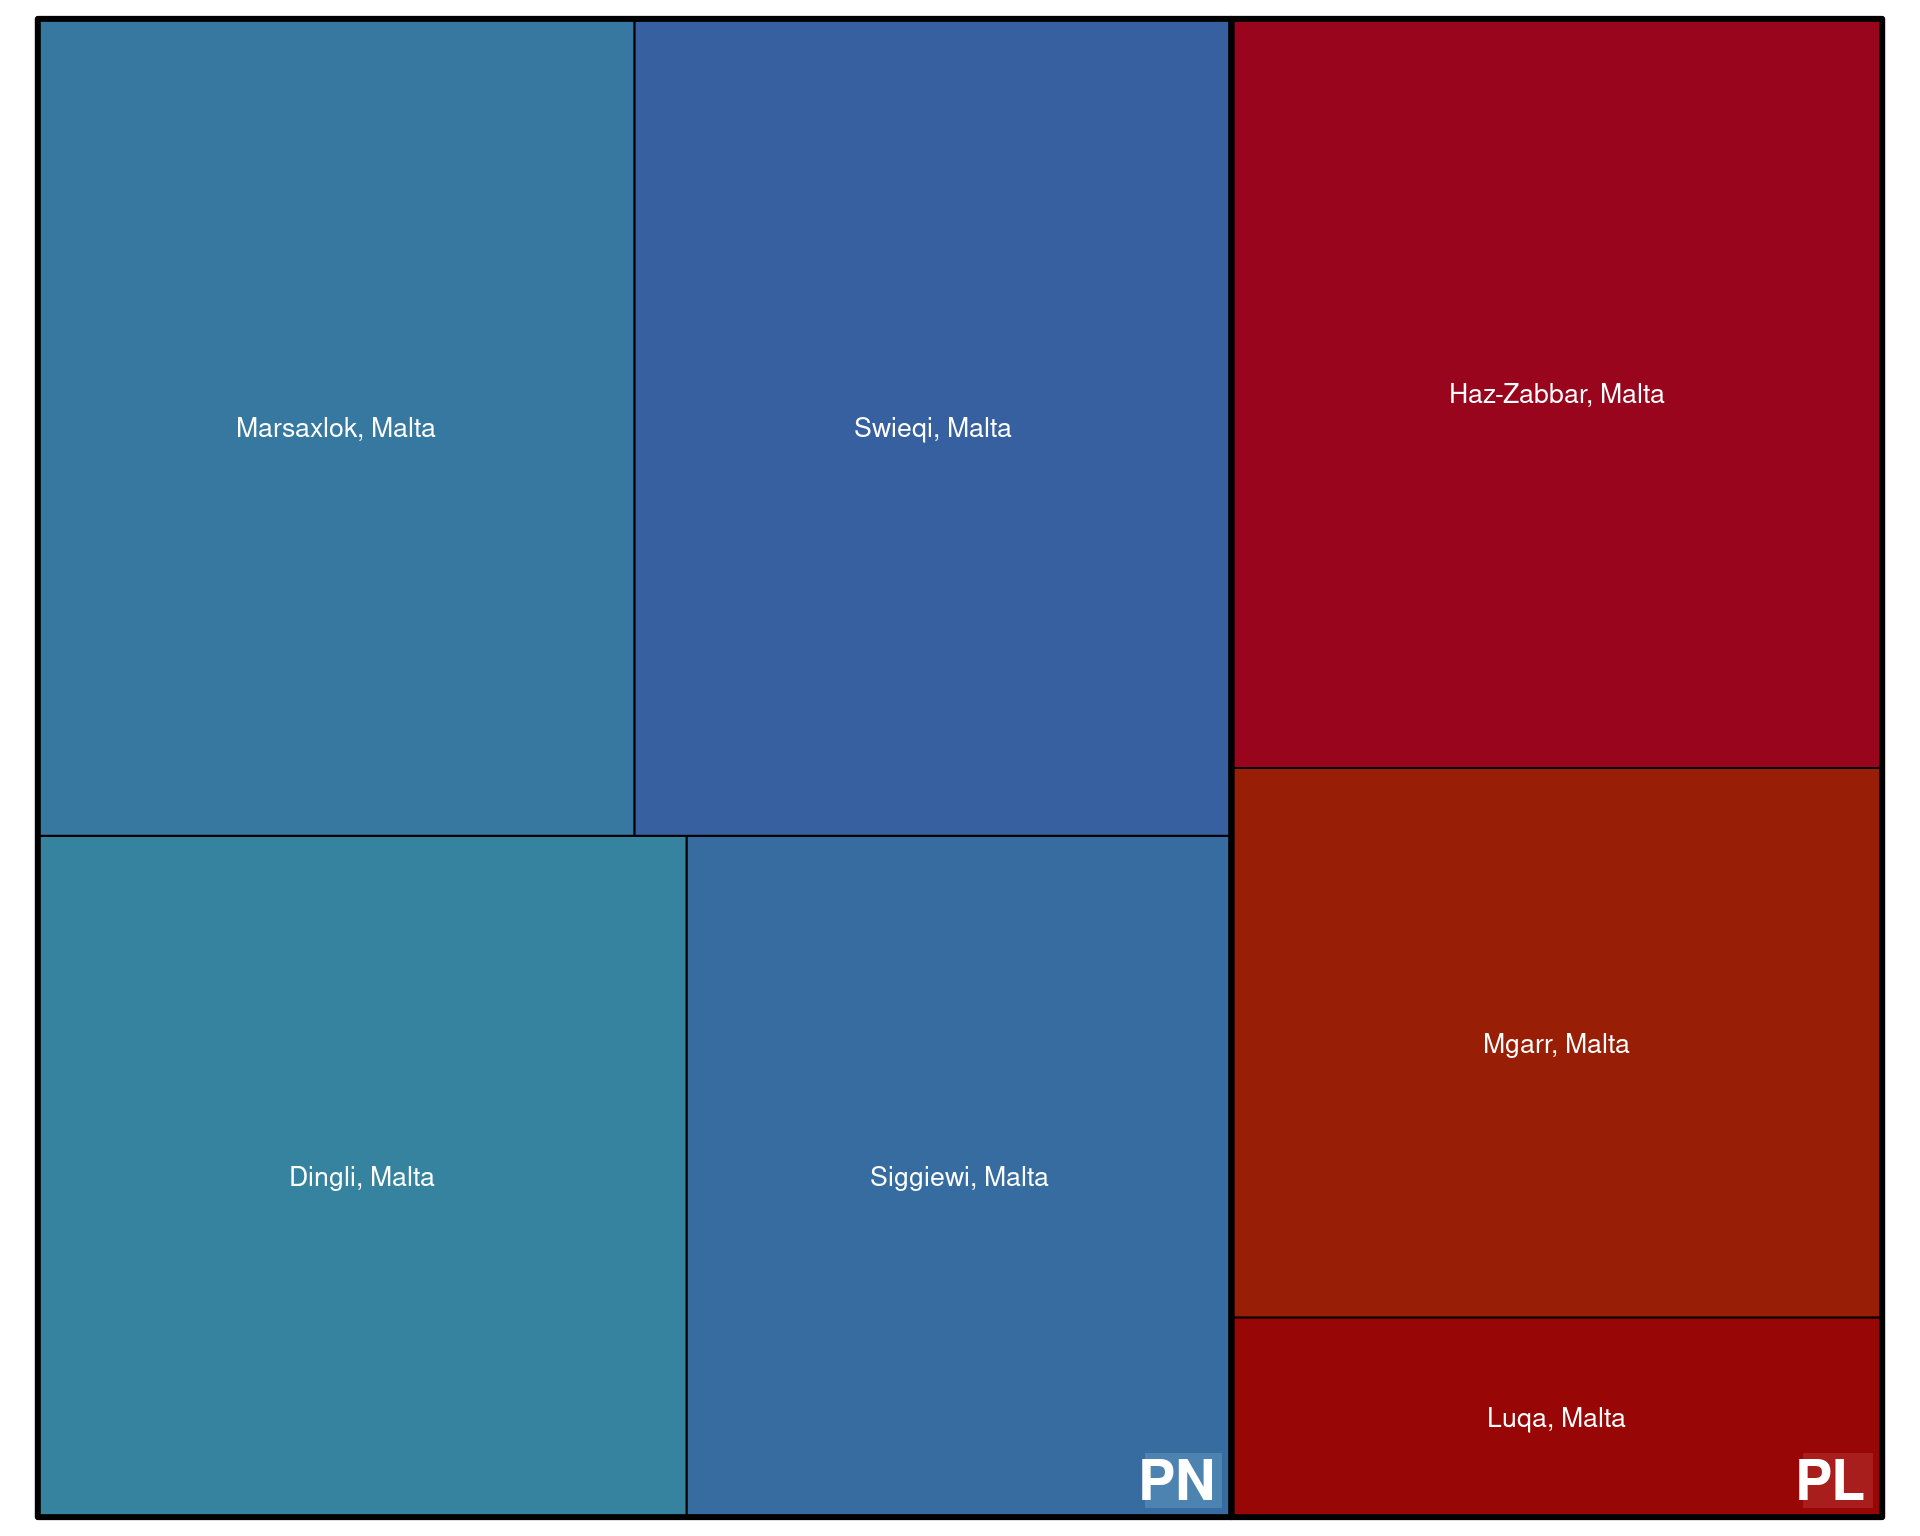 Marsaxlok, Malta
Swieqi, Malta
Haz-Zabbar, Malta
Mgarr, Malta
Dingli, Malta
Siggiewi, Malta
Luqa, Malta
PN
PL